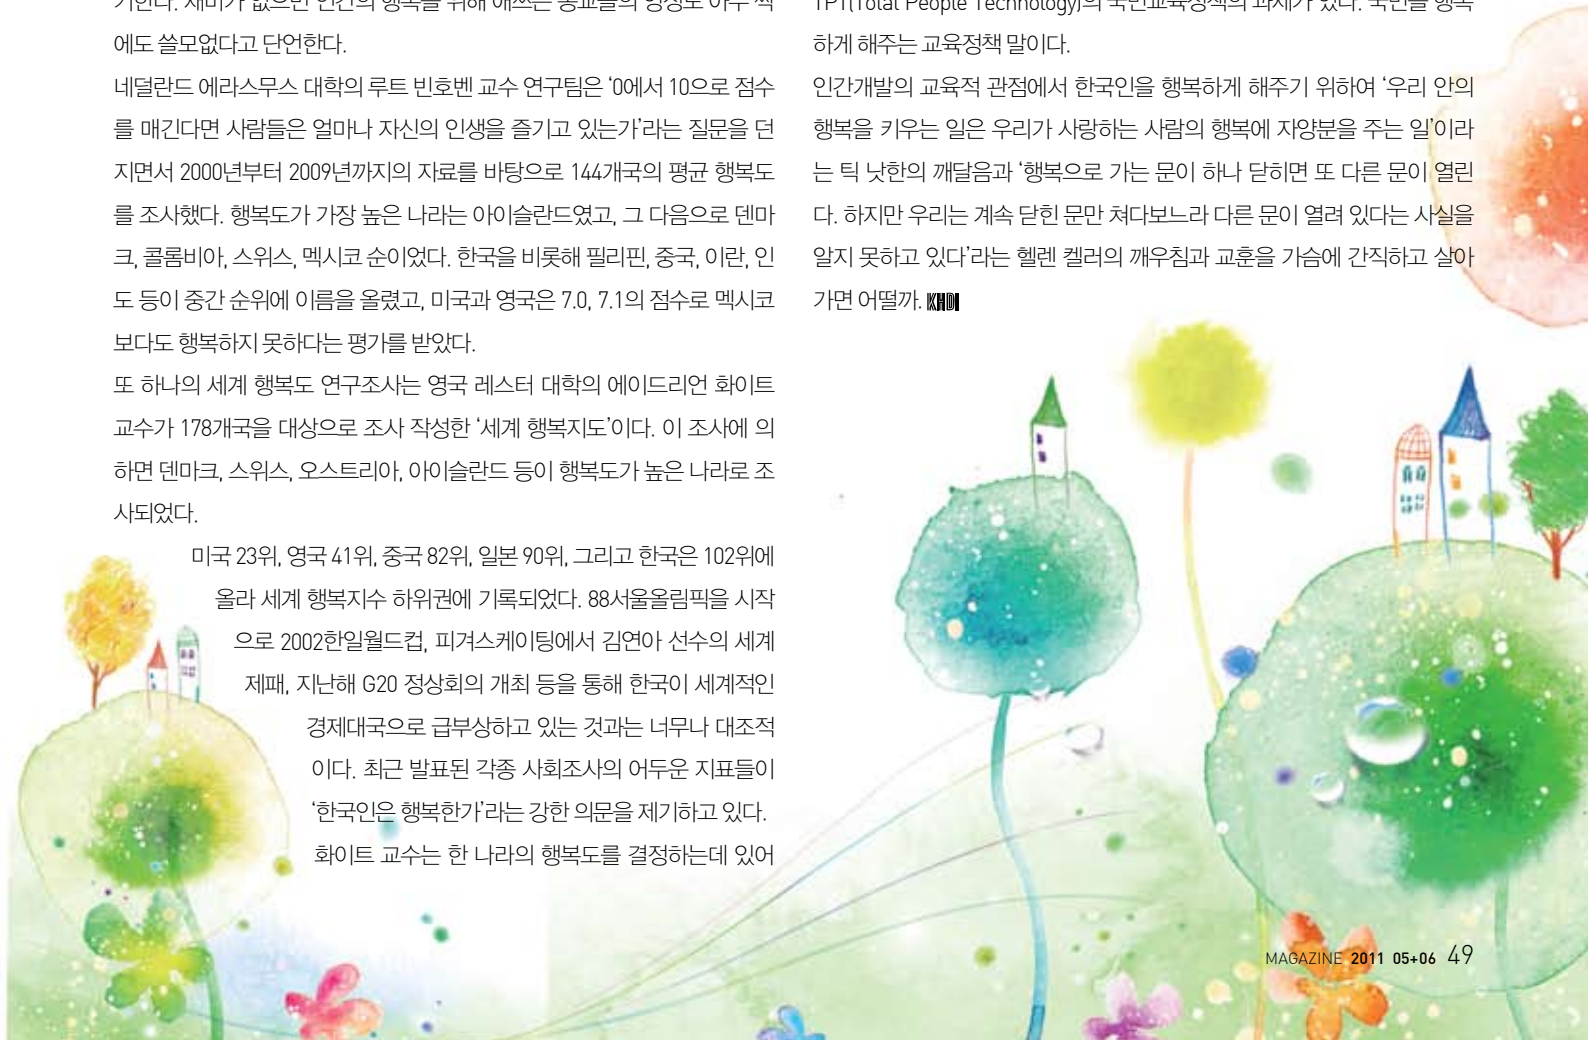 에도 쓸모없다고 단언한다.
네덜란드 에라스무스 대학의 루트 빈호벤 교수 연구팀은 ‘0에서 10으로 점수
를 매긴다면 사람들은 얼마나 자신의 인생을 즐기고 있는가’라는 질문을 던
지면서 2000년부터 2009년까지의 자료를 바탕으로 144개국의 평균 행복도
를 조사했다. 행복도가 가장 높은 나라는 아이슬란드였고, 그 다음으로 덴마
크, 콜롬비아, 스위스, 멕시코 순이었다. 한국을 비롯해 필리핀, 중국, 이란, 인
도 등이 중간 순위에 이름을 올렸고, 미국과 영국은 7.0, 7.1의 점수로 멕시코
보다도 행복하지 못하다는 평가를 받았다.
또 하나의 세계 행복도 연구조사는 영국 레스터 대학의 에이드리언 화이트
교수가 178개국을 대상으로 조사 작성한 ‘세계 행복지도’이다. 이 조사에 의
하면 덴마크, 스위스, 오스트리아, 아이슬란드 등이 행복도가 높은 나라로 조
사되었다.
미국 23위, 영국 41위, 중국 82위, 일본 90위, 그리고 한국은 102위에
올라 세계 행복지수 하위권에 기록되었다. 88서울올림픽을 시작
으로 2002한일월드컵, 피겨스케이팅에서 김연아 선수의 세계
제패, 지난해 G20 정상회의 개최 등을 통해 한국이 세계적인
경제대국으로 급부상하고 있는 것과는 너무나 대조적
이다. 최근 발표된 각종 사회조사의 어두운 지표들이
‘한국인은 행복한가’라는 강한 의문을 제기하고 있다.
화이트 교수는 한 나라의 행복도를 결정하는데 있어
TPT(Total People Technology)의 국민교육정책의 과제가 있다. 국민을 행복
하게 해주는 교육정책 말이다.
인간개발의 교육적 관점에서 한국인을 행복하게 해주기 위하여 ‘우리 안의
행복을 키우는 일은 우리가 사랑하는 사람의 행복에 자양분을 주는 일’이라
는 틱 낫한의 깨달음과 ‘행복으로 가는 문이 하나 닫히면 또 다른 문이 열린
다. 하지만 우리는 계속 닫힌 문만 쳐다보느라 다른 문이 열려 있다는 사실을
알지 못하고 있다’라는 헬렌 켈러의 깨우침과 교훈을 가슴에 간직하고 살아
가면 어떨까. KHDI
MAGAZINE 2011 05+06 49